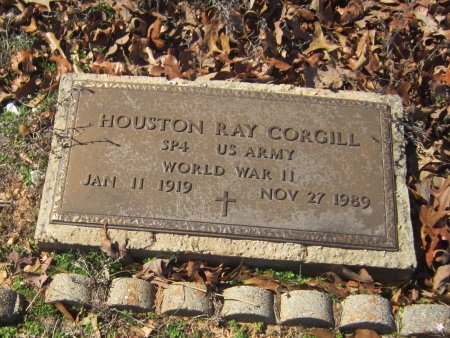 HOUSTON RAY CORGILL
SP4 US ARMY
WORLD WAR II
JAN 11 1919 NOV 27 1989